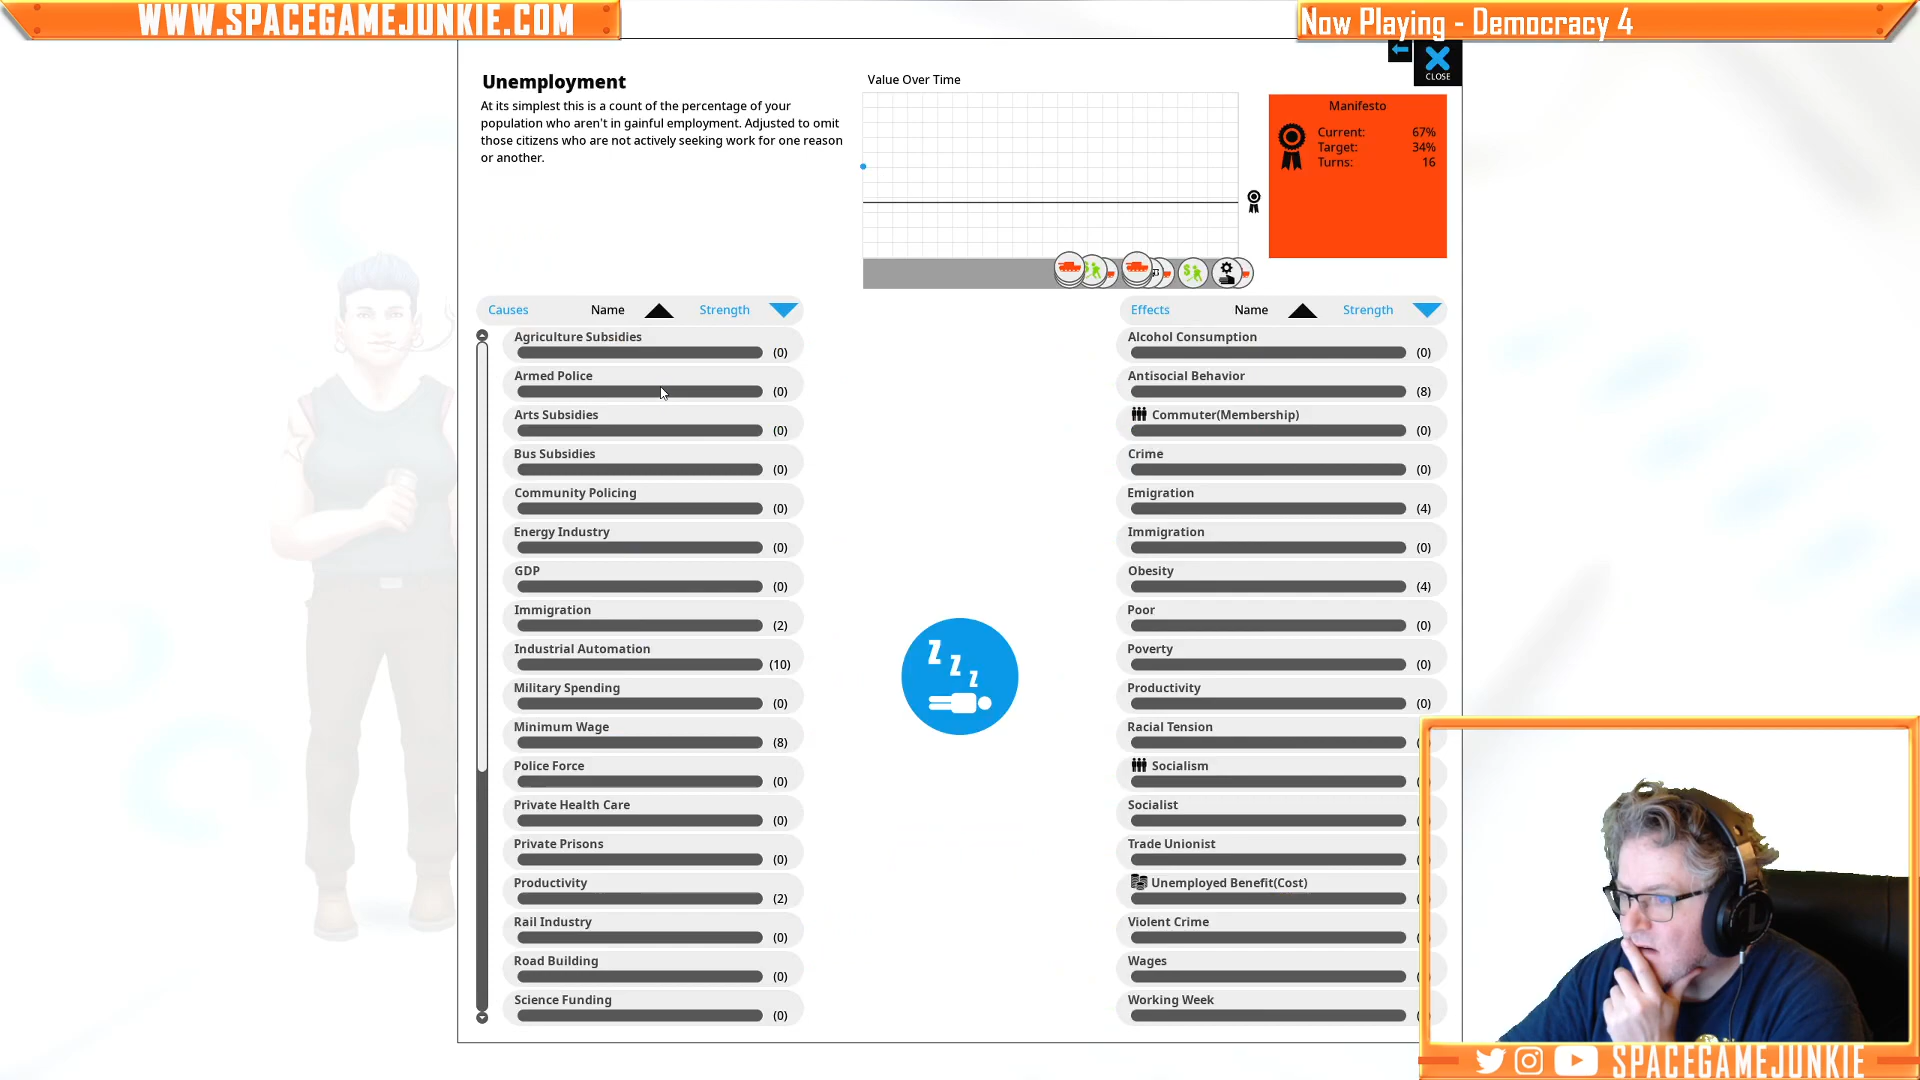 WWW.SPACEGAMEJUNKIE.COM
Now Playing - Democracy 4
CLOSE
Unemployment
At its simplest this is a count of the percentage of your
population who aren't in gainful employment. Adjusted to omit
those citizens who are not actively seeking work for one reason
or another.
Value Over Time
Manifesto
Current: 67%
Target: 34%
Turns: 16
Causes Name Strength
Agriculture Subsidies
(0)
Armed Police
(0)
Arts Subsidies
(0)
Bus Subsidies
(0)
Community Policing
(0)
Energy Industry
(0)
GDP
(0)
Immigration
(2)
Industrial Automation
(10)
Military Spending
(0)
Minimum Wage
(8)
Police Force
(0)
Private Health Care
(0)
Private Prisons
(0)
Productivity
(2)
Rail Industry
(0)
Road Building
(0)
Science Funding
(0)
Z
Z
Z
Effects Name Strength
Alcohol Consumption
(0)
Antisocial Behavior
(8)
Commuter(Membership)
(0)
Crime
(0)
Emigration
(4)
Immigration
(0)
Obesity
(4)
Poor
(0)
Poverty
(0)
Productivity
(0)
Racial Tension
Socialism
Socialist
Trade Unionist
Unemployed Benefit(Cost)
Violent Crime
Wages
Working Week
SPACEGAMEJUNKIE